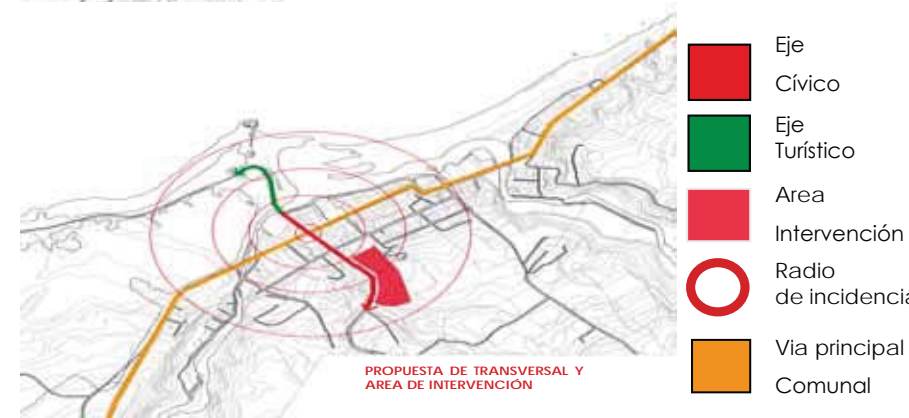 Eje
Cívico
Eje
Turístico
Area
Intervención
Radio
de incidencia
Via principal
Comunal
PROPUESTA DE TRANSVERSAL Y
AREA DE INTERVENCIÓN